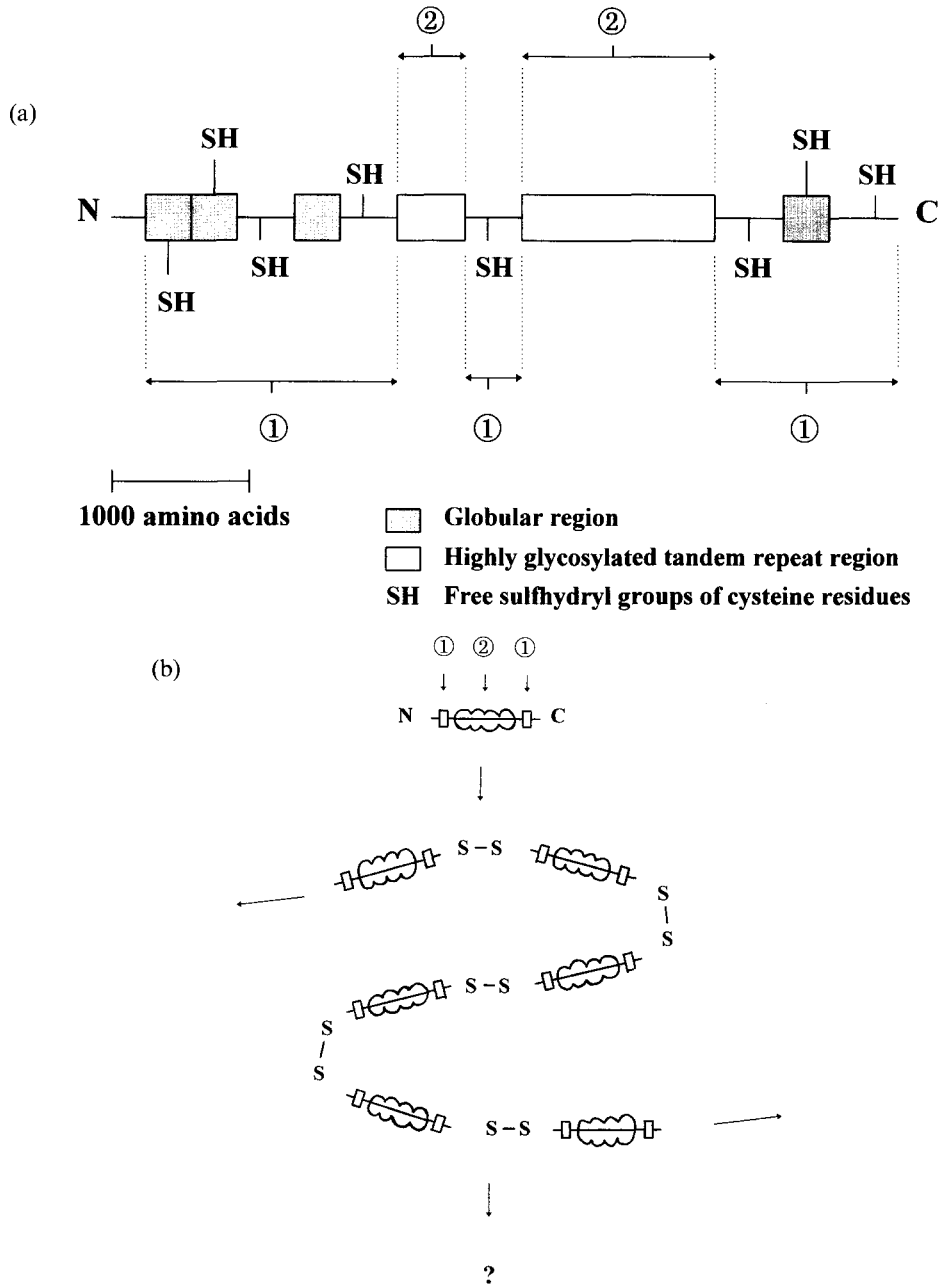 ② ②
(a)
SH SH SH
N SH C
SH SH SH
SH
① ① ①
1000 amino acids
Globular region
Highly glycosylated tandem repeat region
SH Free sulfhydryl groups of cysteine residues
(b)
① ② ①
N C
S-S
S
S
S-S
S
S
S-S
?